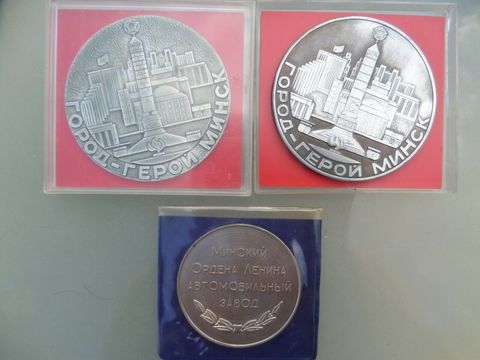 ГОРОД-ГЕРОЙ МИНСК
ГОРОД-ГЕРОЙ МИНСК
МИНСКИЙ
ОРДЕНА ЛЕНИНА
АВТОМОБИЛЬНЫЙ
ЗАВОД